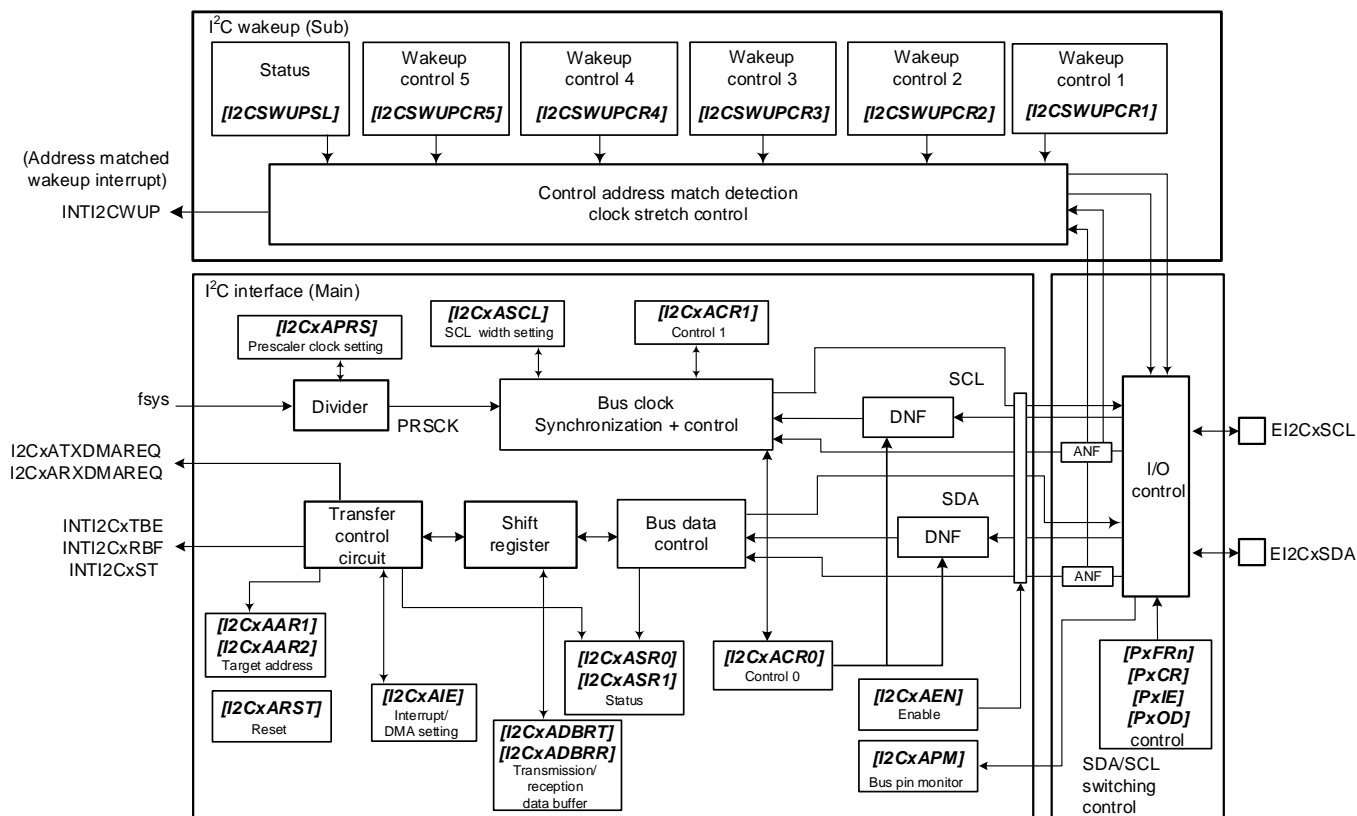 I2C wakeup (Sub)
Status
[I2CSWUPSL]
Wakeup
control 5
[I2CSWUPCR5]
Wakeup
control 4
[I2CSWUPCR4]
Wakeup
control 3
[I2CSWUPCR3]
Wakeup
control 2
[I2CSWUPCR2]
Wakeup
control 1
[I2CSWUPCR1]
(Address matched
wakeup interrupt)
INTI2CWUP
Control address match detection
clock stretch control
I2C interface (Main)
[I2CxAPRS]
Prescaler clock setting
[I2CxASCL]
SCL width setting
[I2CxACR1]
Control 1
fsys
Divider
PRSCK
Bus clock
Synchronization + control
SCL
DNF
ANF
I/O
control
EI2CxSCL
I2CxATXDMAREQ
I2CxARXDMAREQ
INTI2CxTBE
INTI2CxRBF
INTI2CxST
Transfer
control
circuit
Shift
register
Bus data
control
SDA
DNF
ANF
EI2CxSDA
[I2CxAAR1]
[I2CxAAR2]
Target address
[I2CxARST]
Reset
[I2CxAIE]
Interrupt/
DMA setting
[I2CxADBRT]
[I2CxADBRR]
Transmission/
reception
data buffer
[I2CxASR0]
[I2CxASR1]
Status
[I2CxACR0]
Control 0
[I2CxAEN]
Enable
[I2CxAPM]
Bus pin monitor
[PxFRn]
[PxCR]
[PxIE]
[PxOD]
control
SDA/SCL
switching
control